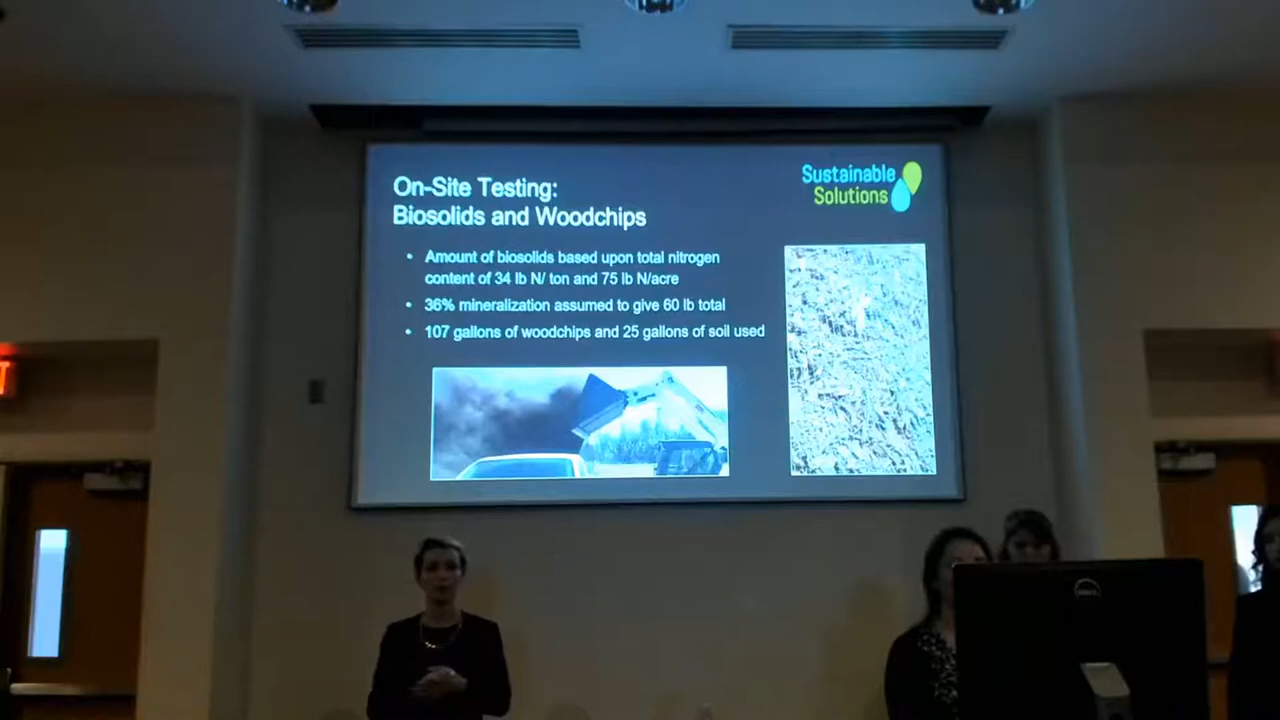 On-Site Testing:
Biosolids and Woodchips
Sustainable
Solutions
• Amount of biosolids based upon total nitrogen
content of 34 lb N/ ton and 75 lb N/acre
• 36% mineralization assumed to give 60 lb total
• 107 gallons of woodchips and 25 gallons of soil used
DELL